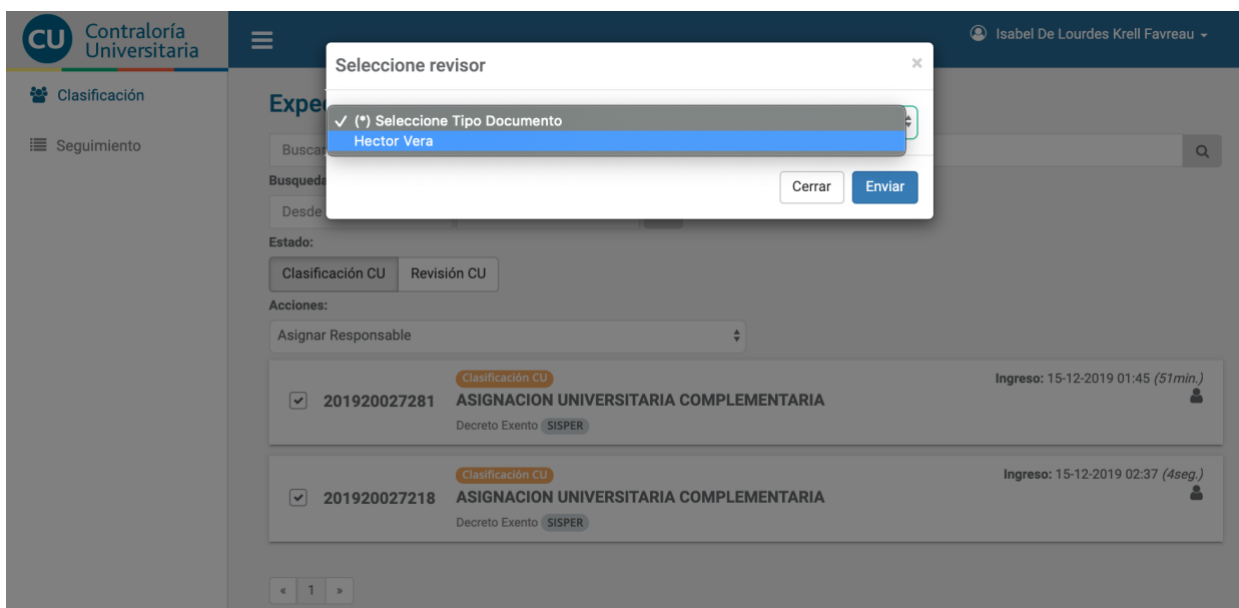 CU Contraloría Universitaria
Isabel De Lourdes Krell Favreau
Seleccione revisor
×
Clasificación
Expe
✓ (*) Seleccione Tipo Documento
Hector Vera
Seguimiento
Busca
Busqueda
Cerrar
Enviar
Desde
Estado:
Clasificación CU
Revisión CU
Acciones:
Asignar Responsable
Clasificación CU
Ingreso: 15-12-2019 01:45 (51min.)
201920027281
ASIGNACION UNIVERSITARIA COMPLEMENTARIA
Decreto Exento SISPER
Clasificación CU
Ingreso: 15-12-2019 02:37 (4seg.)
201920027218
ASIGNACION UNIVERSITARIA COMPLEMENTARIA
Decreto Exento SISPER
« 1 »